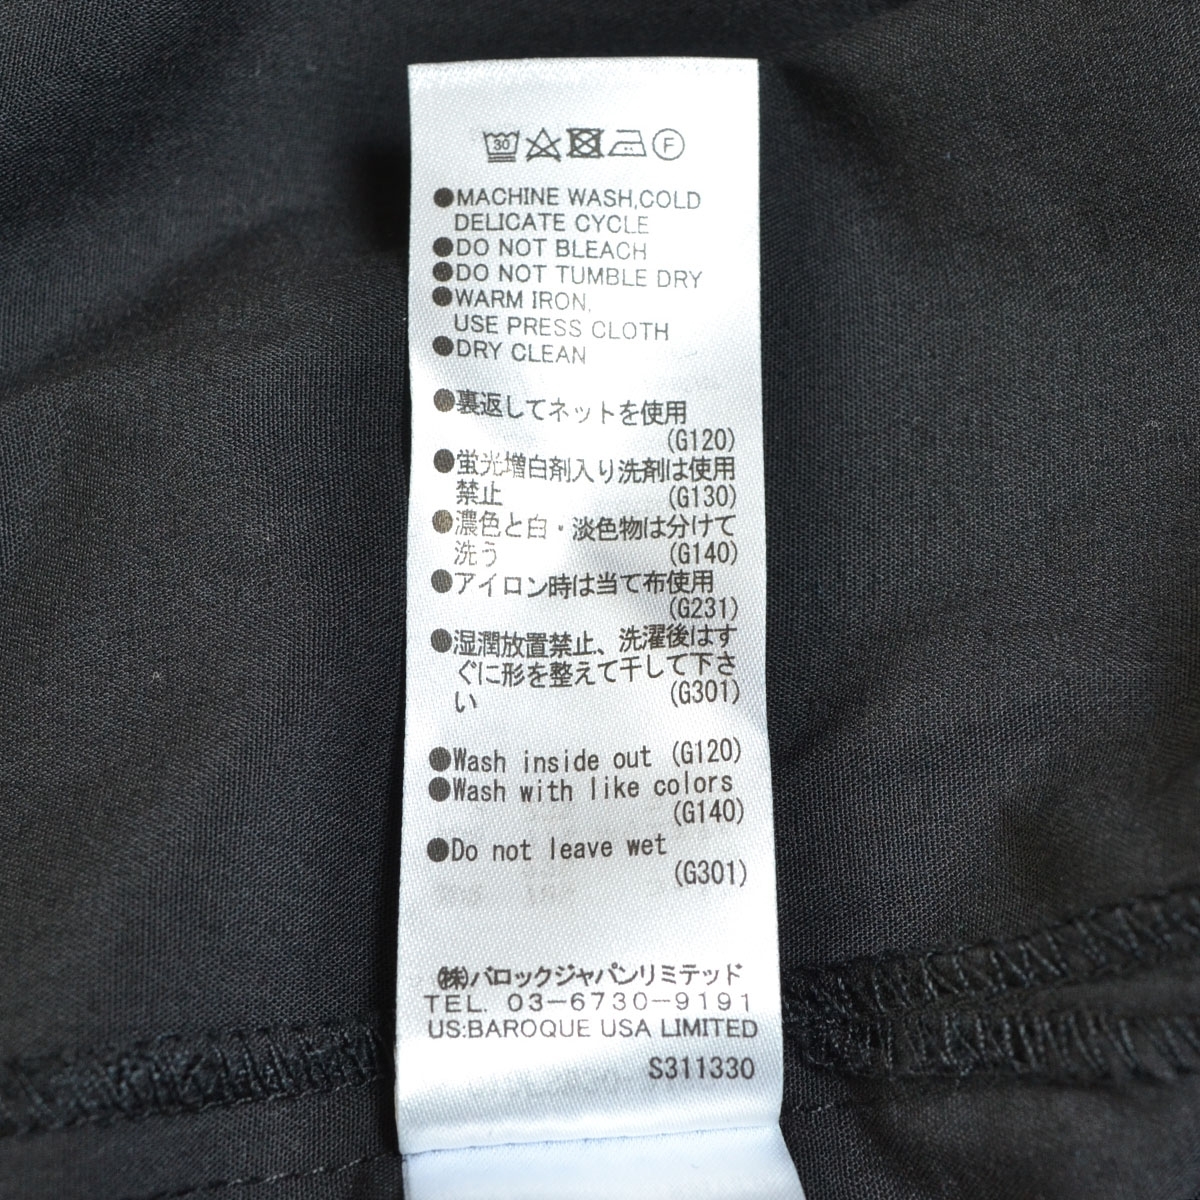 30 F
●MACHINE WASH,COLD
DELICATE CYCLE
●DO NOT BLEACH
●DO NOT TUMBLE DRY
●WARM IRON,
USE PRESS CLOTH
●DRY CLEAN
●裏返してネットを使用
(G120)
●蛍光増白剤入り洗剤は使用
禁止 (G130)
●濃色と白・淡色物は分けて
洗う (G140)
●アイロン時は当て布使用
(G231)
●湿潤放置禁止、洗濯後はす
ぐに形を整えて干して下さ
い (G301)
●Wash inside out (G120)
●Wash with like colors
(G140)
●Do not leave wet
(G301)
㈱バロックジャパンリミテッド
TEL. 03-6730-9191
US:BAROQUE USA LIMITED
S311330